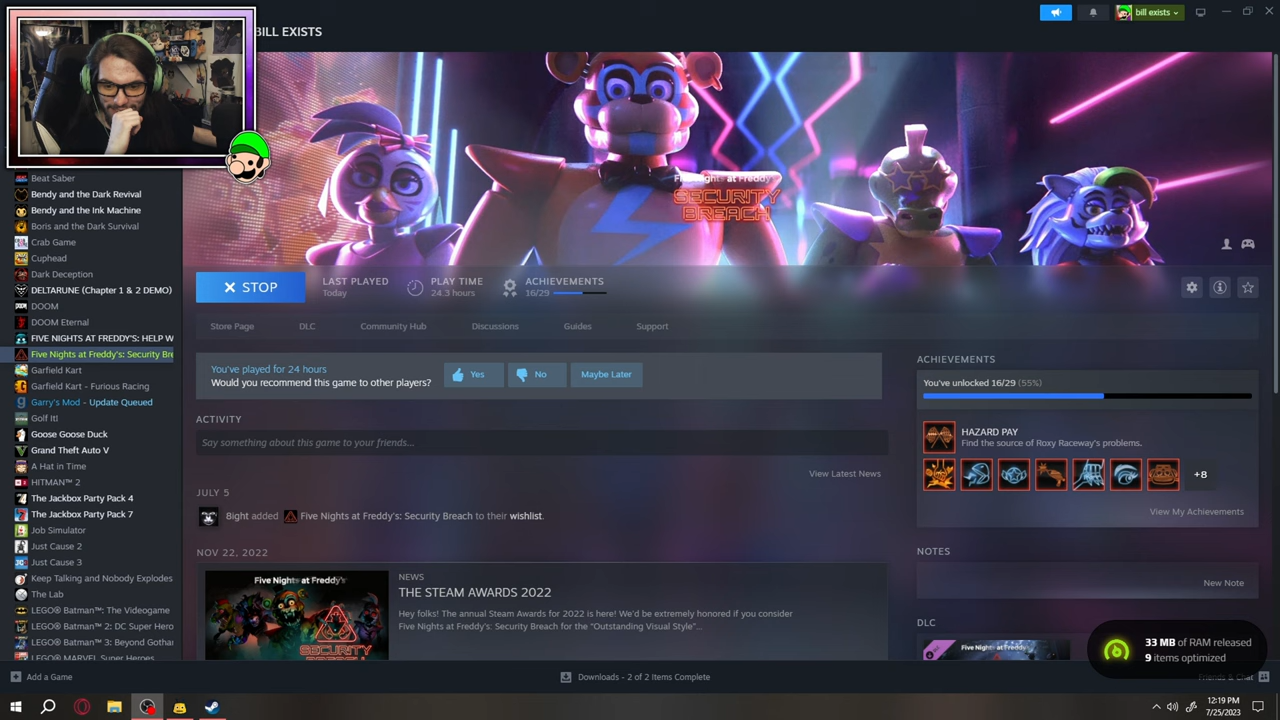 BILL EXISTS
bill exists
Five Nights at Freddy's
SECURITY
BREACH
Beat Saber
Bendy and the Dark Revival
Bendy and the Ink Machine
Boris and the Dark Survival
Crab Game
Cuphead
Dark Deception
DELTARUNE (Chapter 1 & 2 DEMO)
DOOM
DOOM Eternal
FIVE NIGHTS AT FREDDY'S: HELP W
Five Nights at Freddy's: Security Bre
Garfield Kart
Garfield Kart - Furious Racing
Garry's Mod - Update Queued
Golf It!
Goose Goose Duck
Grand Theft Auto V
A Hat in Time
HITMAN™ 2
The Jackbox Party Pack 4
The Jackbox Party Pack 7
Job Simulator
Just Cause 2
Just Cause 3
Keep Talking and Nobody Explodes
The Lab
LEGO® Batman™: The Videogame
LEGO® Batman™ 2: DC Super Hero
LEGO® Batman™ 3: Beyond Gotha
LEGO® MARVEL Super Heroes
STOP
LAST PLAYED
Today
PLAY TIME
24.3 hours
ACHIEVEMENTS
16/29
Store Page
DLC
Community Hub
Discussions
Guides
Support
You've played for 24 hours
Would you recommend this game to other players?
Yes
No
Maybe Later
ACTIVITY
Say something about this game to your friends...
View Latest News
JULY 5
8ight added Five Nights at Freddy's: Security Breach to their wishlist.
NOV 22, 2022
Five Nights at Freddy's
SECURITY
BREACH
NEWS
THE STEAM AWARDS 2022
Hey folks! The annual Steam Awards for 2022 is here! We'd be extremely honored if you consider
Five Nights at Freddy's: Security Breach for the "Outstanding Visual Style"...
ACHIEVEMENTS
You've unlocked 16/29 (55%)
HAZARD PAY
Find the source of Roxy Raceway's problems.
+8
View My Achievements
NOTES
New Note
DLC
Five Nights at Freddy's
33 MB of RAM released
9 items optimized
Add a Game
Downloads - 2 of 2 Items Complete
Friends & Chat
12:19 PM
7/25/2023